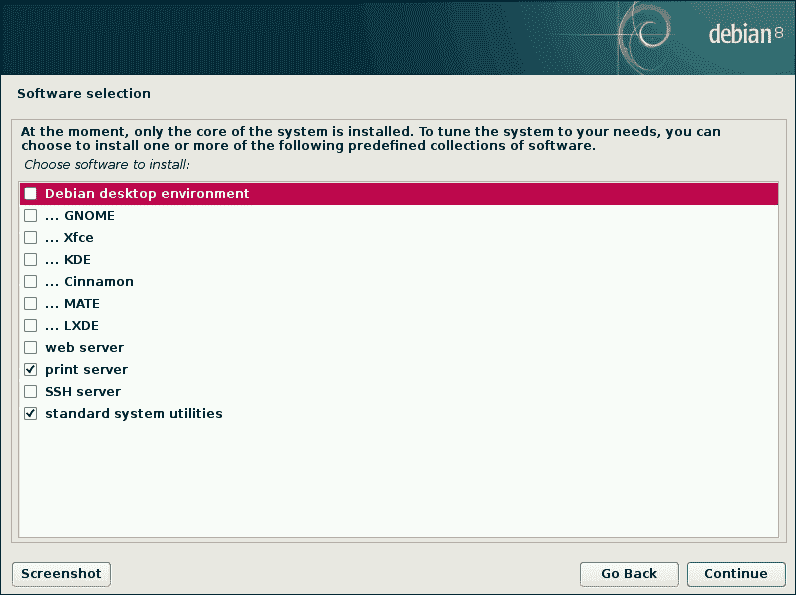 debian 8
Software selection
At the moment, only the core of the system is installed. To tune the system to your needs, you can
choose to install one or more of the following predefined collections of software.
Choose software to install:
Debian desktop environment
... GNOME
... Xfce
... KDE
... Cinnamon
... MATE
... LXDE
web server
print server
SSH server
standard system utilities
Screenshot
Go Back
Continue